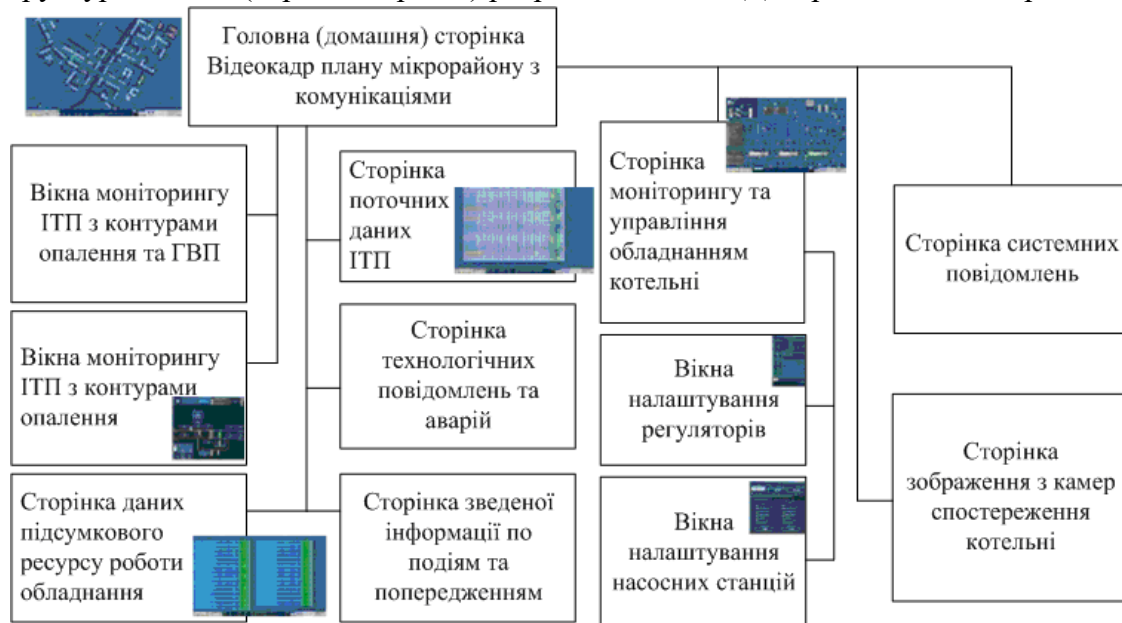 Головна (домашня) сторінка
Відеокадр плану мікрорайону з
комунікаціями
Вікна моніторингу
ІТП з контурами
опалення та ГВП
Вікна моніторингу
ІТП з контурами
опалення
Сторінка даних
підсумкового
ресурсу роботи
обладнання
Сторінка
поточних
даних
ІТП
Сторінка
технологічних
повідомлень та
аварій
Сторінка зведеної
інформації по
подіям та
попередженням
Сторінка
моніторингу та
управління
обладнанням
котельні
Вікна
налаштування
регуляторів
Вікна
налаштування
насосних станцій
Сторінка системних
повідомлень
Сторінка
зображення з камер
спостереження
котельні